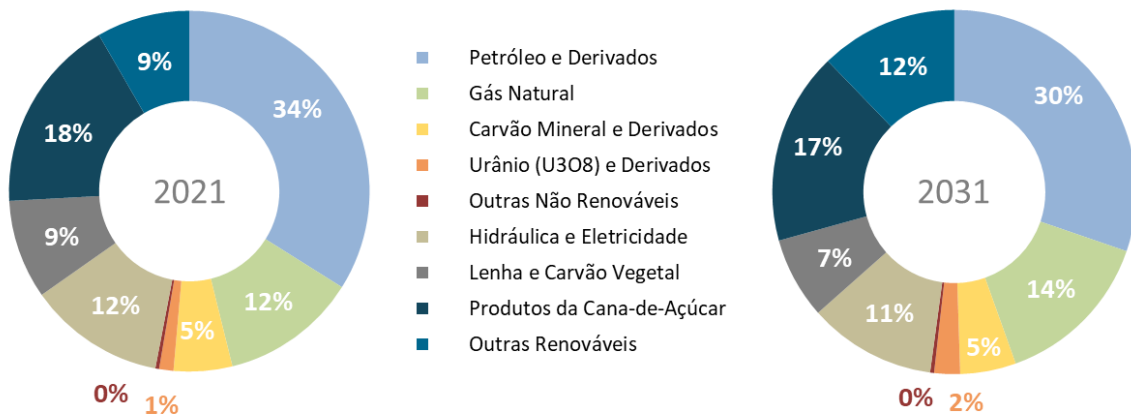 2021
34%
12%
5%
1%
0%
12%
9%
18%
9%
Petróleo e Derivados
Gás Natural
Carvão Mineral e Derivados
Urânio (U3O8) e Derivados
Outras Não Renováveis
Hidráulica e Eletricidade
Lenha e Carvão Vegetal
Produtos da Cana-de-Açúcar
Outras Renováveis
2031
30%
14%
5%
2%
0%
11%
7%
17%
12%